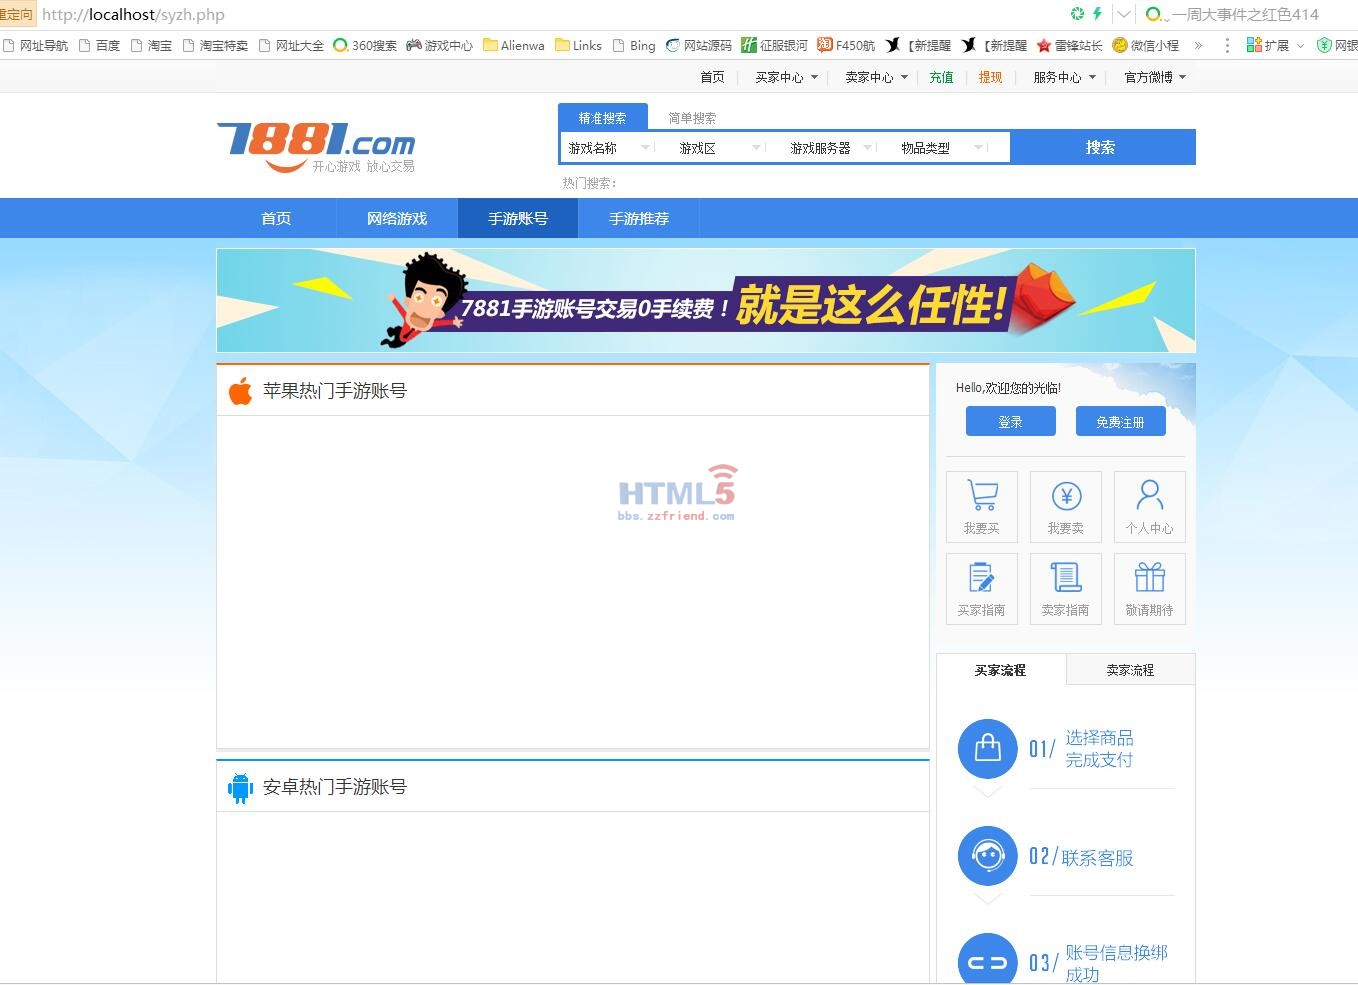 重定向 http://localhost/syzh.php 一周大事件之红色414
网址导航 百度 淘宝 淘宝特卖 网址大全 360搜索 游戏中心 Alienwa Links Bing 网站源码 征服银河 F450航 【新提醒 【新提醒 雷锋站长 微信小程 » 扩展 网银
首页 买家中心 卖家中心 充值 提现 服务中心 官方微博
7881.com
开心游戏 放心交易
精准搜索 简单搜索
游戏名称 游戏区 游戏服务器 物品类型 搜索
热门搜索：
首页 网络游戏 手游账号 手游推荐
7881手游账号交易0手续费！就是这么任性!
苹果热门手游账号
Hello,欢迎您的光临!
登录 免费注册
HTML5
bbs.zzfriend.com
我要买 我要卖 个人中心
买家指南 卖家指南 敬请期待
买家流程 卖家流程
01/ 选择商品
完成支付
安卓热门手游账号
02/ 联系客服
03/ 账号信息换绑
成功